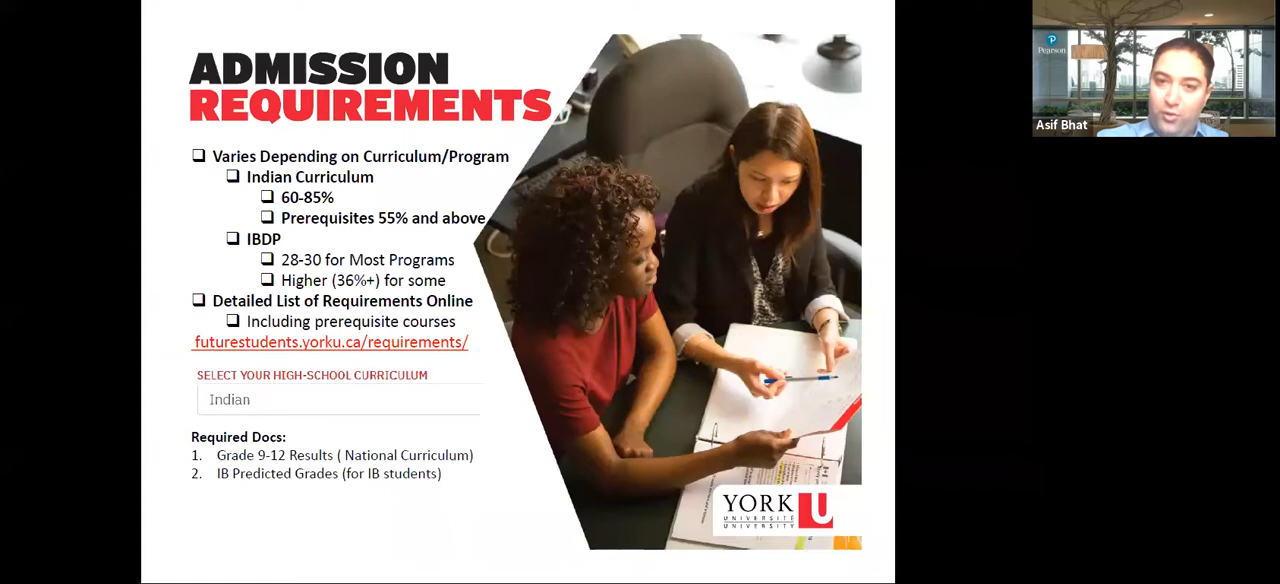 ADMISSION
REQUIREMENTS
Varies Depending on Curriculum/Program
Indian Curriculum
60-85%
Prerequisites 55% and above
IBDP
28-30 for Most Programs
Higher (36%+) for some
Detailed List of Requirements Online
Including prerequisite courses
futurestudents.yorku.ca/requirements/
SELECT YOUR HIGH-SCHOOL CURRICULUM
Indian
Required Docs:
1. Grade 9-12 Results ( National Curriculum)
2. IB Predicted Grades (for IB students)
YORK U
UNIVERSITÉ
UNIVERSITY
Pearson
Asif Bhat